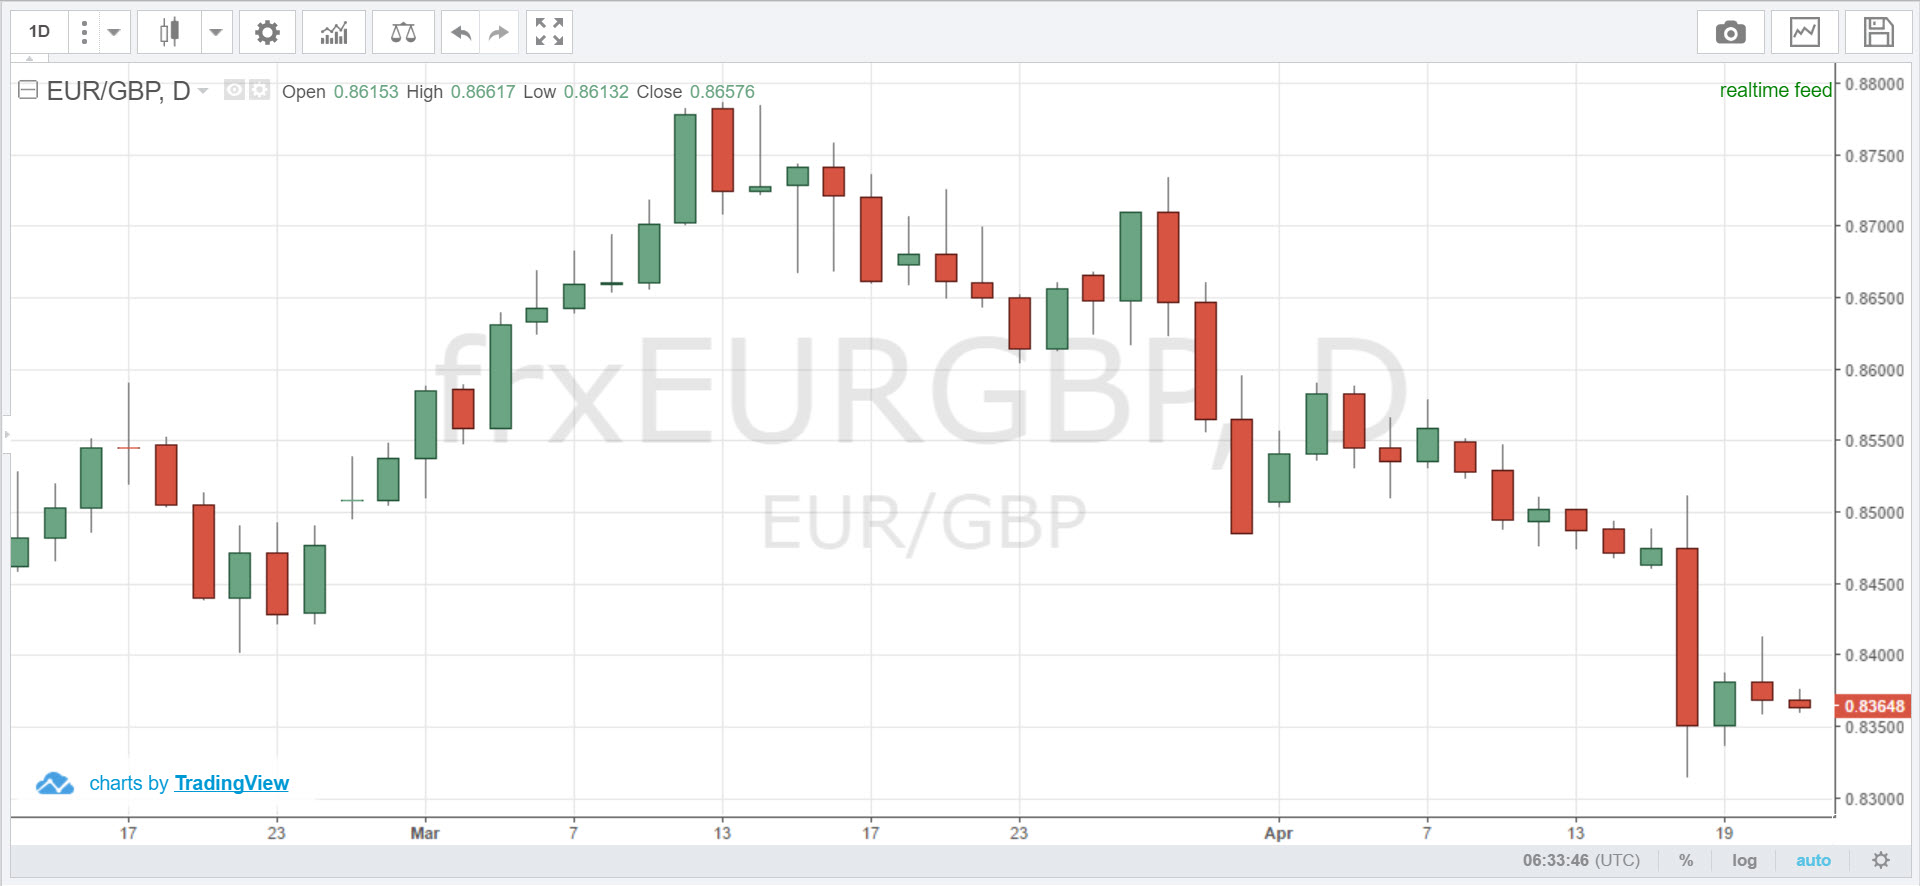 1D
EUR/GBP, D Open 0.86153 High 0.86617 Low 0.86132 Close 0.86576
realtime feed
0.88000
0.87500
0.87000
0.86500
0.86000
0.85500
0.85000
0.84500
0.84000
0.83648
0.83500
0.83000
frxEURGBP, D
EUR/GBP
charts by TradingView
17 23 Mar 7 13 17 23 Apr 7 13 19
06:33:46 (UTC) % log auto